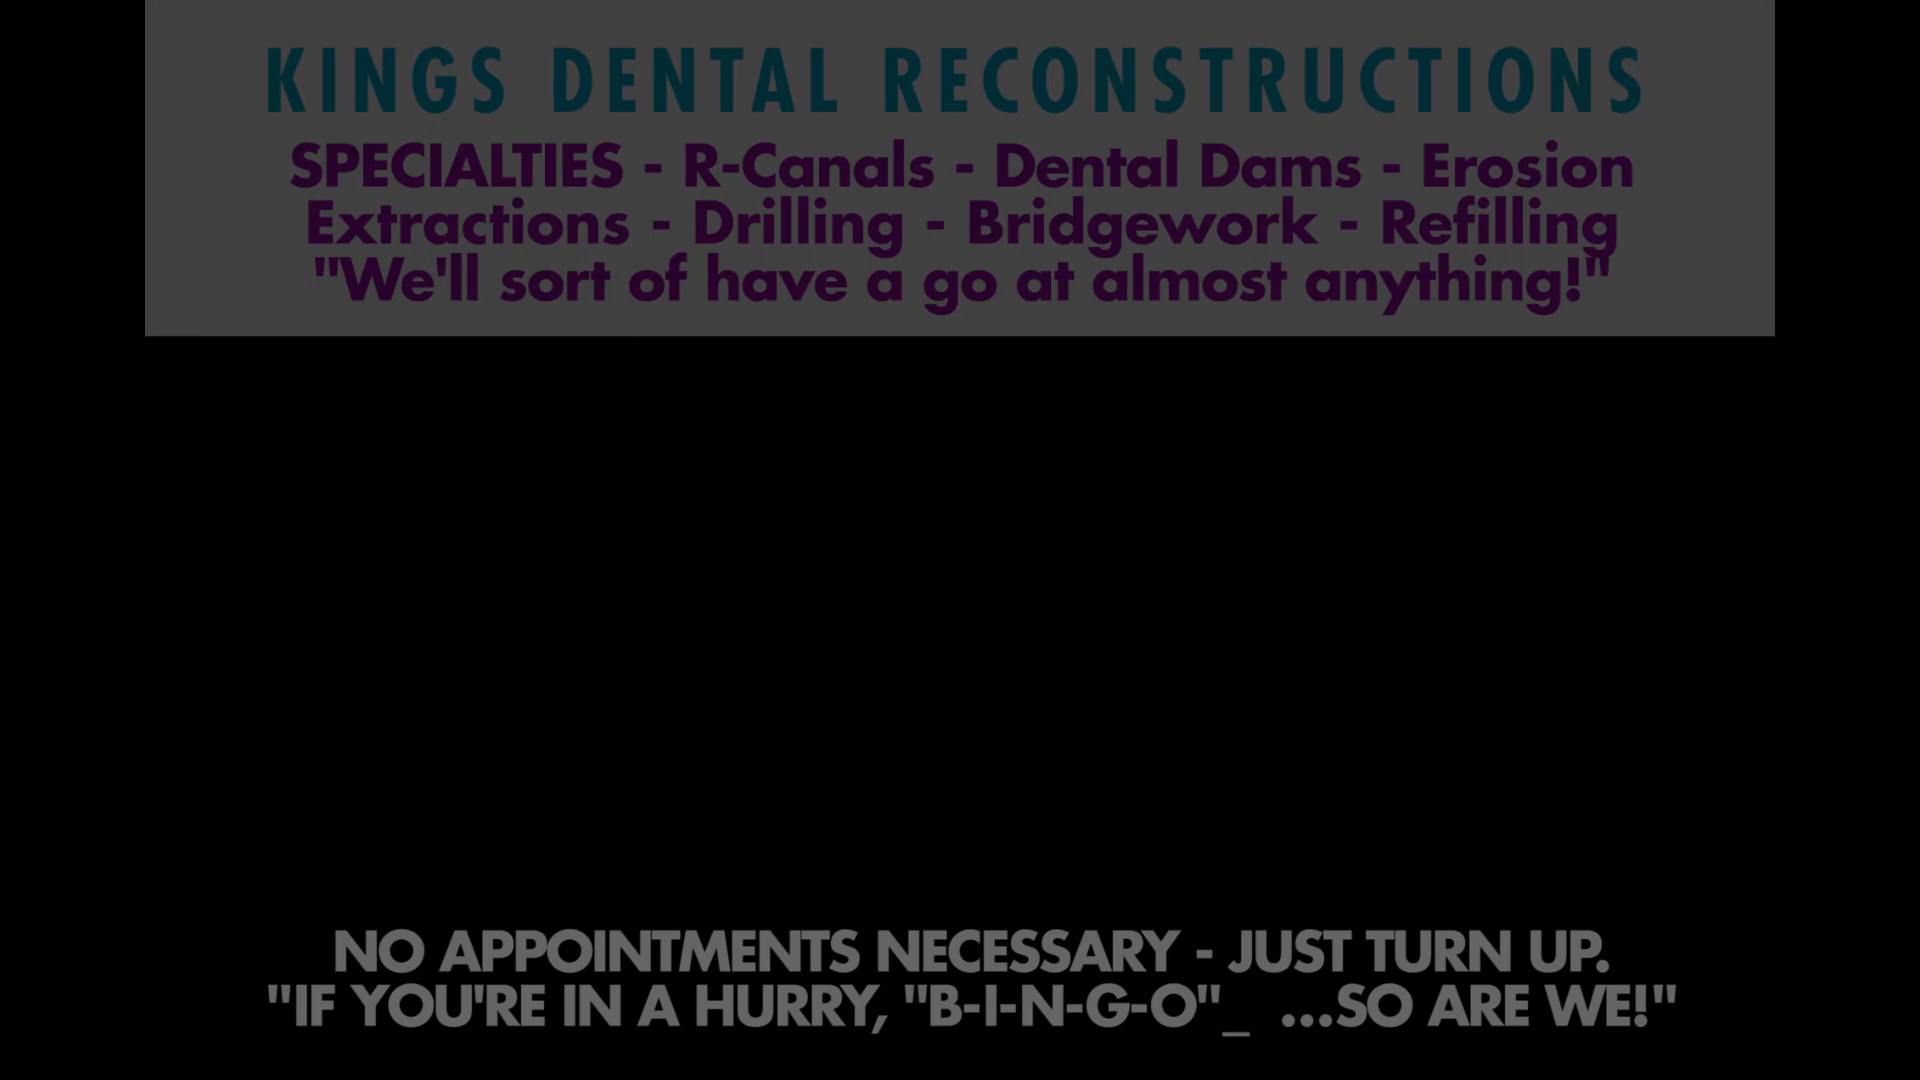 KINGS DENTAL RECONSTRUCTIONS
SPECIALTIES - R-Canals - Dental Dams - Erosion
Extractions - Drilling - Bridgework - Refilling
"We'll sort of have a go at almost anything!"
NO APPOINTMENTS NECESSARY - JUST TURN UP.
"IF YOU'RE IN A HURRY, "B-I-N-G-O"_  ...SO ARE WE!"